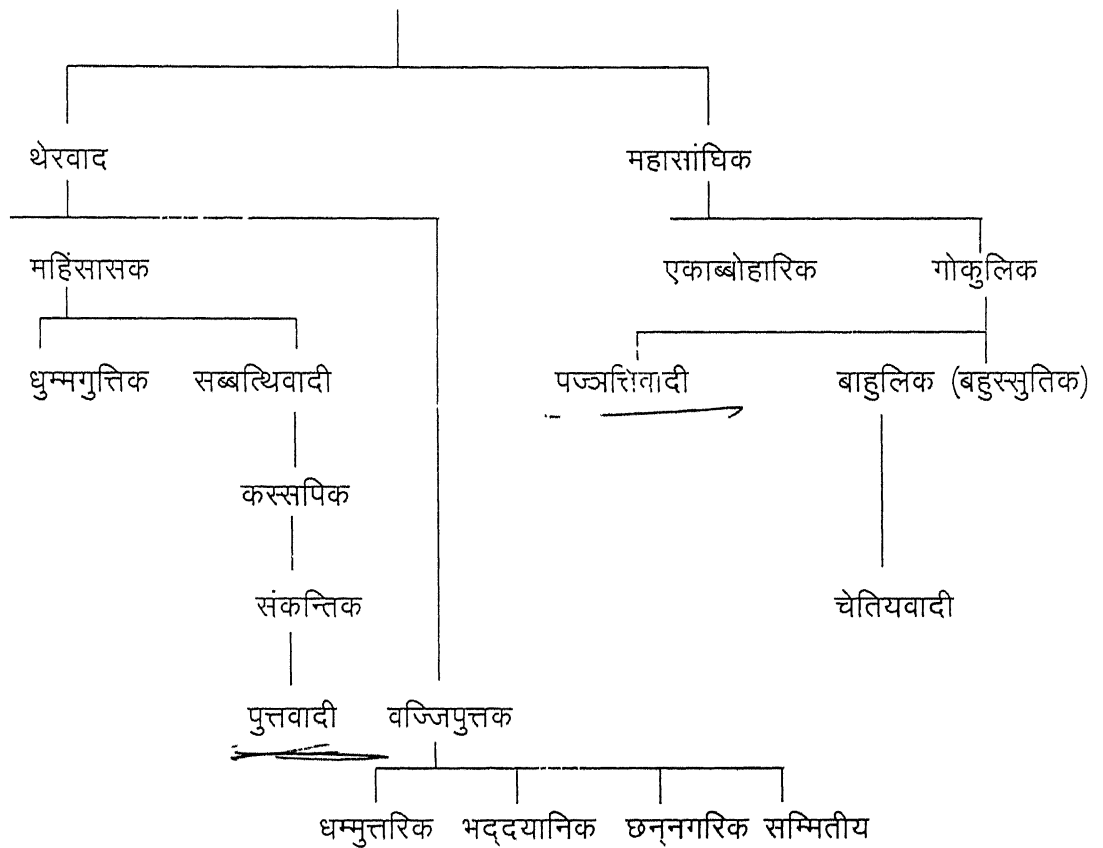 थेरवाद महासांघिक
महिंसासक एकाब्बोहारिक गोकुलिक
धुम्मगुत्तिक सब्बत्थिवादी पज्ञत्तिवादी बाहुलिक (बहुस्सुतिक)
कस्सपिक
संकन्तिक चेतियवादी
पुत्तवादी वज्जिपुत्तक
धम्मुत्तरिक भद्दयानिक छन्नगरिक सम्मितीय